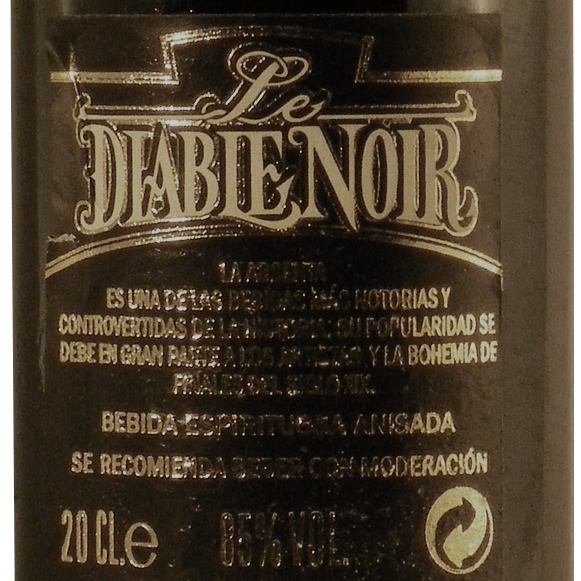 Le
DIABLE NOIR
LA ABSENTA
ES UNA DE LAS BEBIDAS MÁS NOTORIAS Y
CONTROVERTIDAS DE LA HISTORIA. SU POPULARIDAD SE
DEBE EN GRAN PARTE A LOS ARTISTAS Y LA BOHEMIA DE
FINALES DEL SIGLO XIX.
BEBIDA ESPIRITUOSA ANISADA
SE RECOMIENDA BEBER CON MODERACIÓN
20 CL.e 85% VOL.